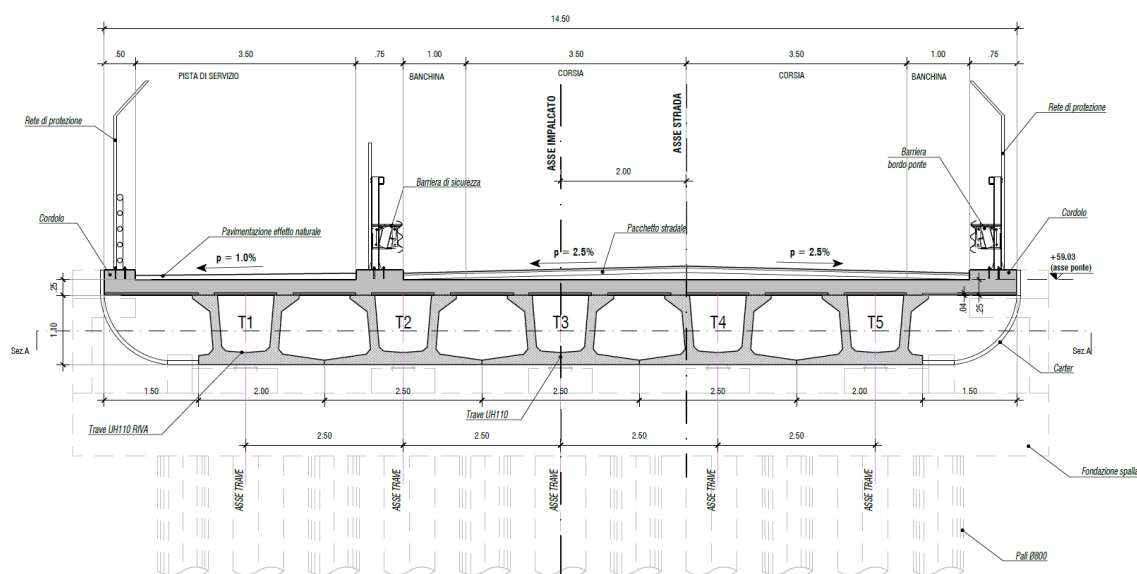 14.50
.50 3.50 .75 1.00 3.50 3.50 1.00 .75
PISTA DI SERVIZIO BANCHINA CORSIA CORSIA BANCHINA
Rete di protezione
Rete di protezione
ASSE IMPALCATO
ASSE STRADA
Barriera
bordo ponte
2.00
Barriera di sicurezza
Cordolo
Cordolo
Pavimentazione effetto naturale
Pacchetto stradale
p = 1.0%
p = 2.5%
p = 2.5%
+59.03
(asse ponte)
.25
.04
.25
1.10
T1 T2 T3 T4 T5
Sez.A
Sez.A
Carter
1.50 2.00 2.50 2.50 2.50 2.00 1.50
Trave UH110 RIVA
Trave UH110
2.50 2.50 2.50 2.50
ASSE TRAVE
ASSE TRAVE
ASSE TRAVE
ASSE TRAVE
ASSE TRAVE
Fondazione spalla
Pali Ø800